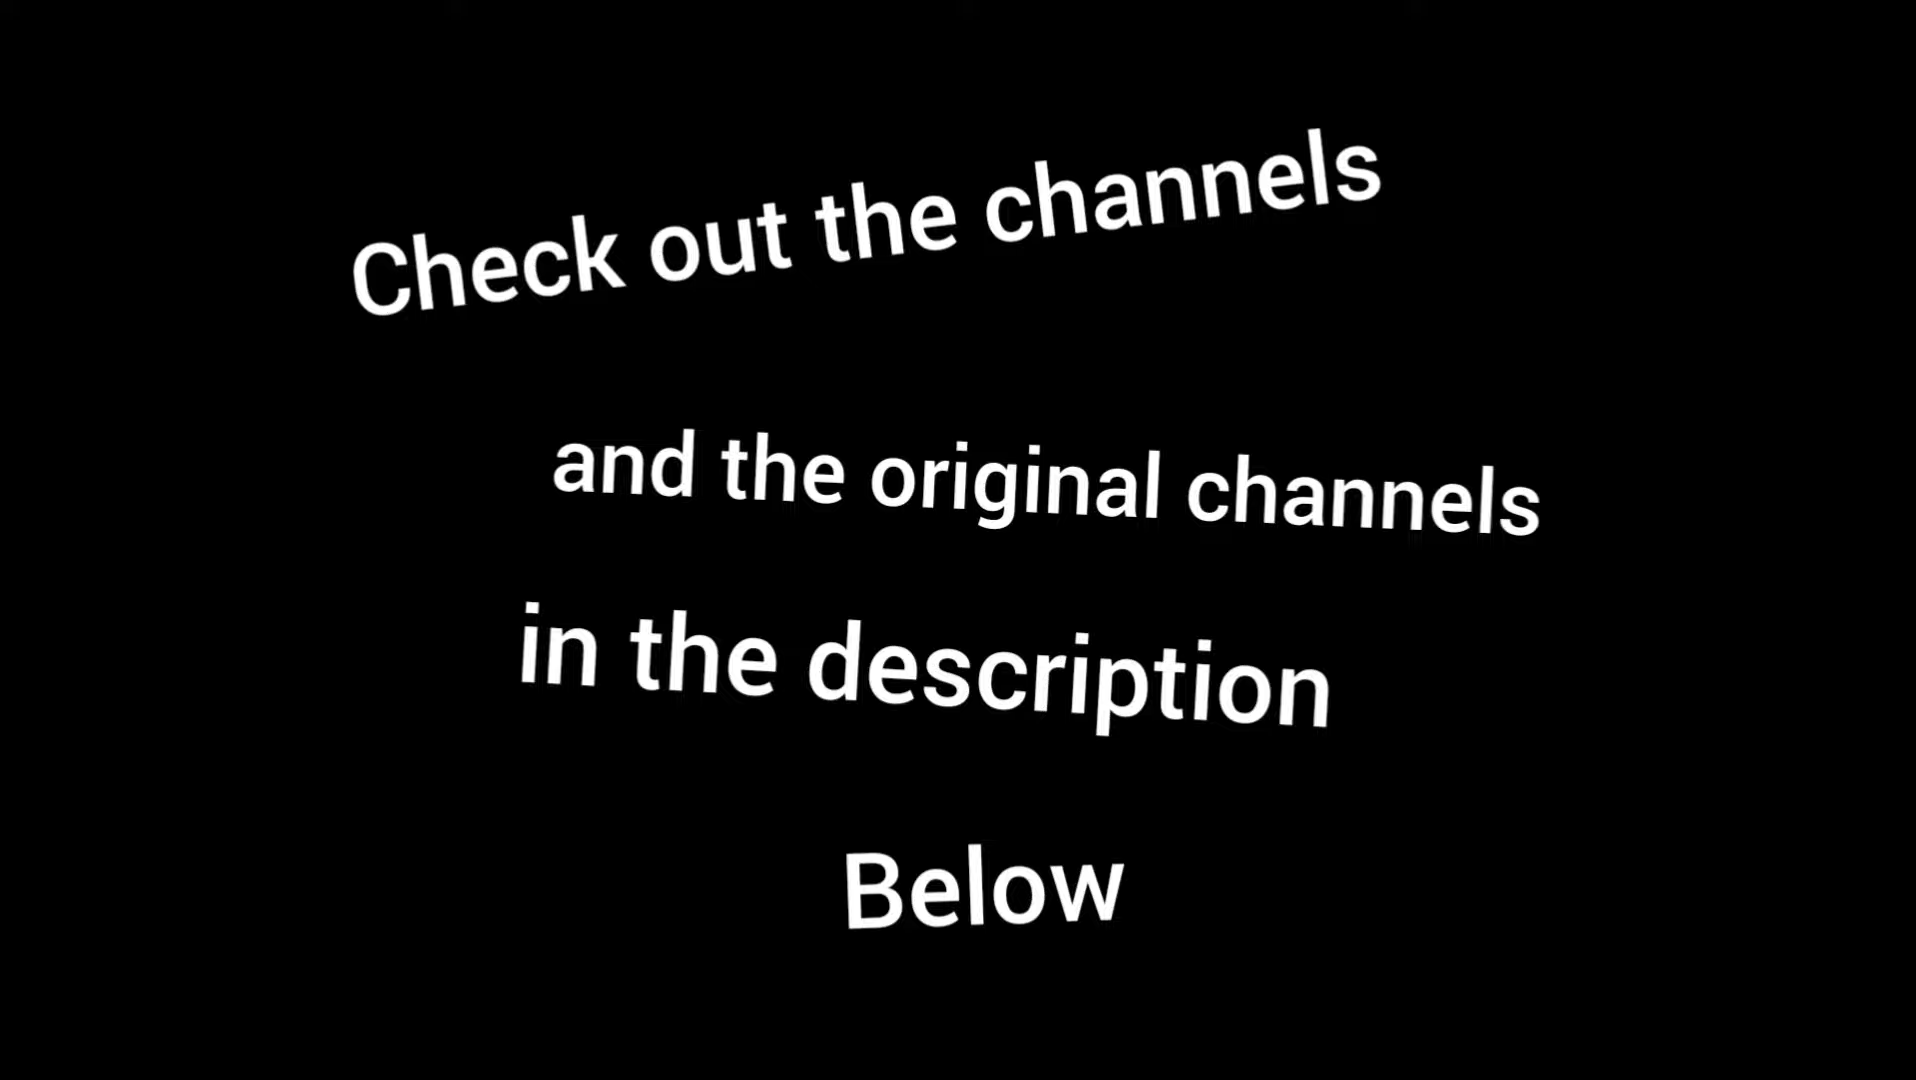 Check out the channels
and the original channels
in the description
Below